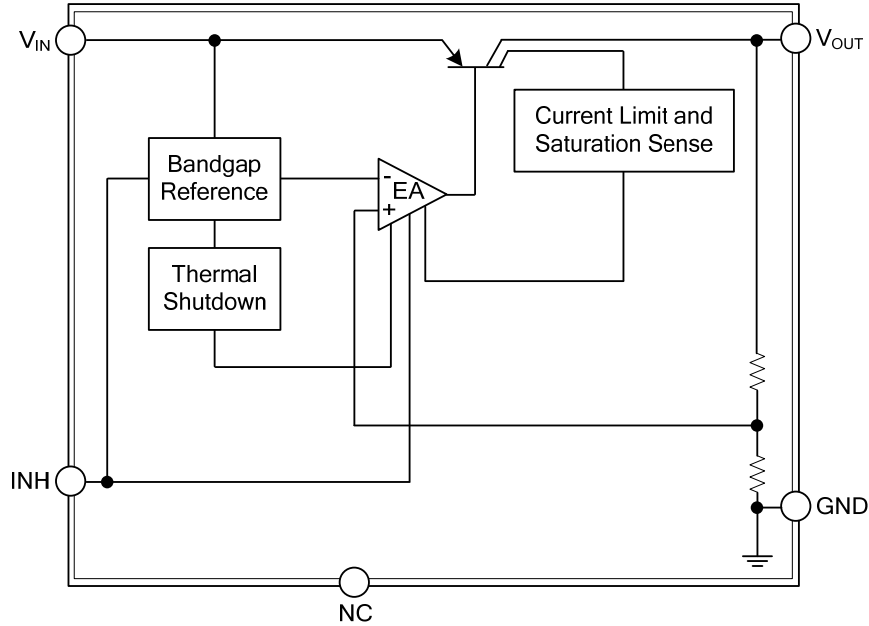 VIN
VOUT
Current Limit and
Saturation Sense
Bandgap
Reference
-
EA
+
Thermal
Shutdown
INH
GND
NC